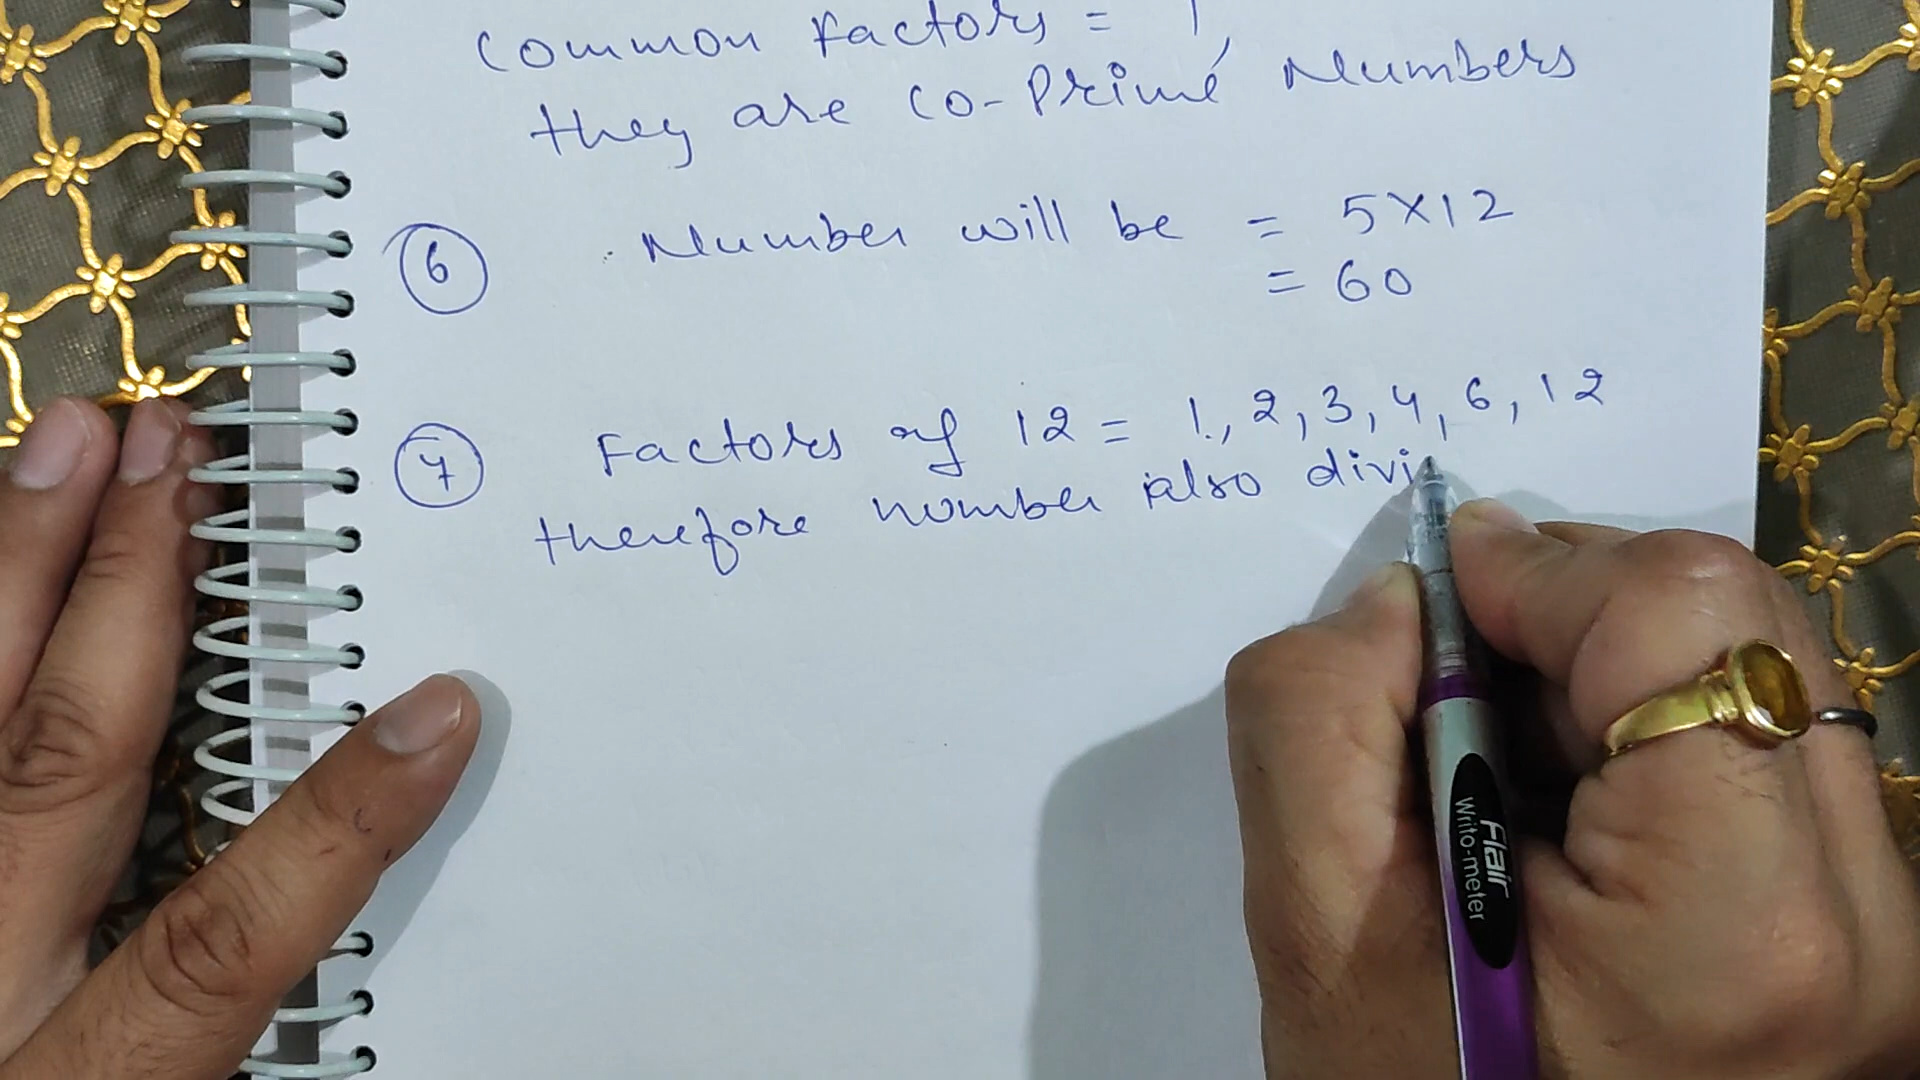 Common Factors = 1,
they are Co-Prime Numbers
6 Number will be = 5×12
= 60
7 Factors of 12 = 1, 2, 3, 4, 6, 12
therefore number also divi
Flair
Writo-meter